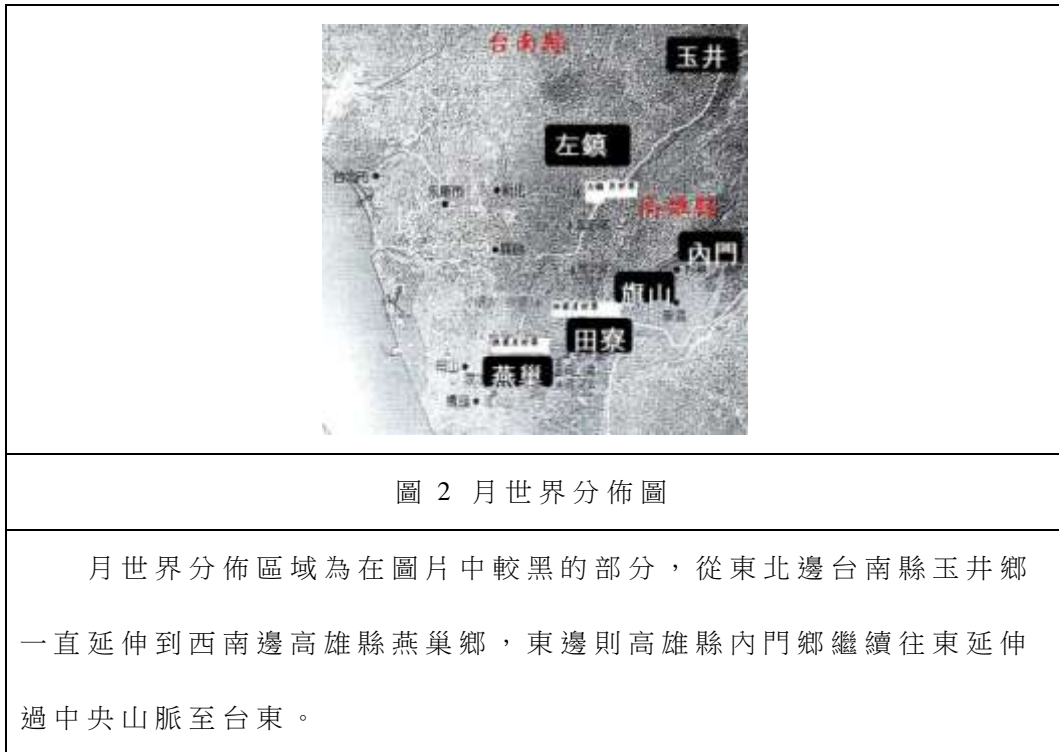 台南縣
玉井
左鎮
高雄縣
內門
旗山
田寮
燕巢
圖 2 月世界分佈圖
月世界分佈區域為在圖片中較黑的部分，從東北邊台南縣玉井鄉
一直延伸到西南邊高雄縣燕巢鄉，東邊則高雄縣內門鄉繼續往東延伸
過中央山脈至台東。